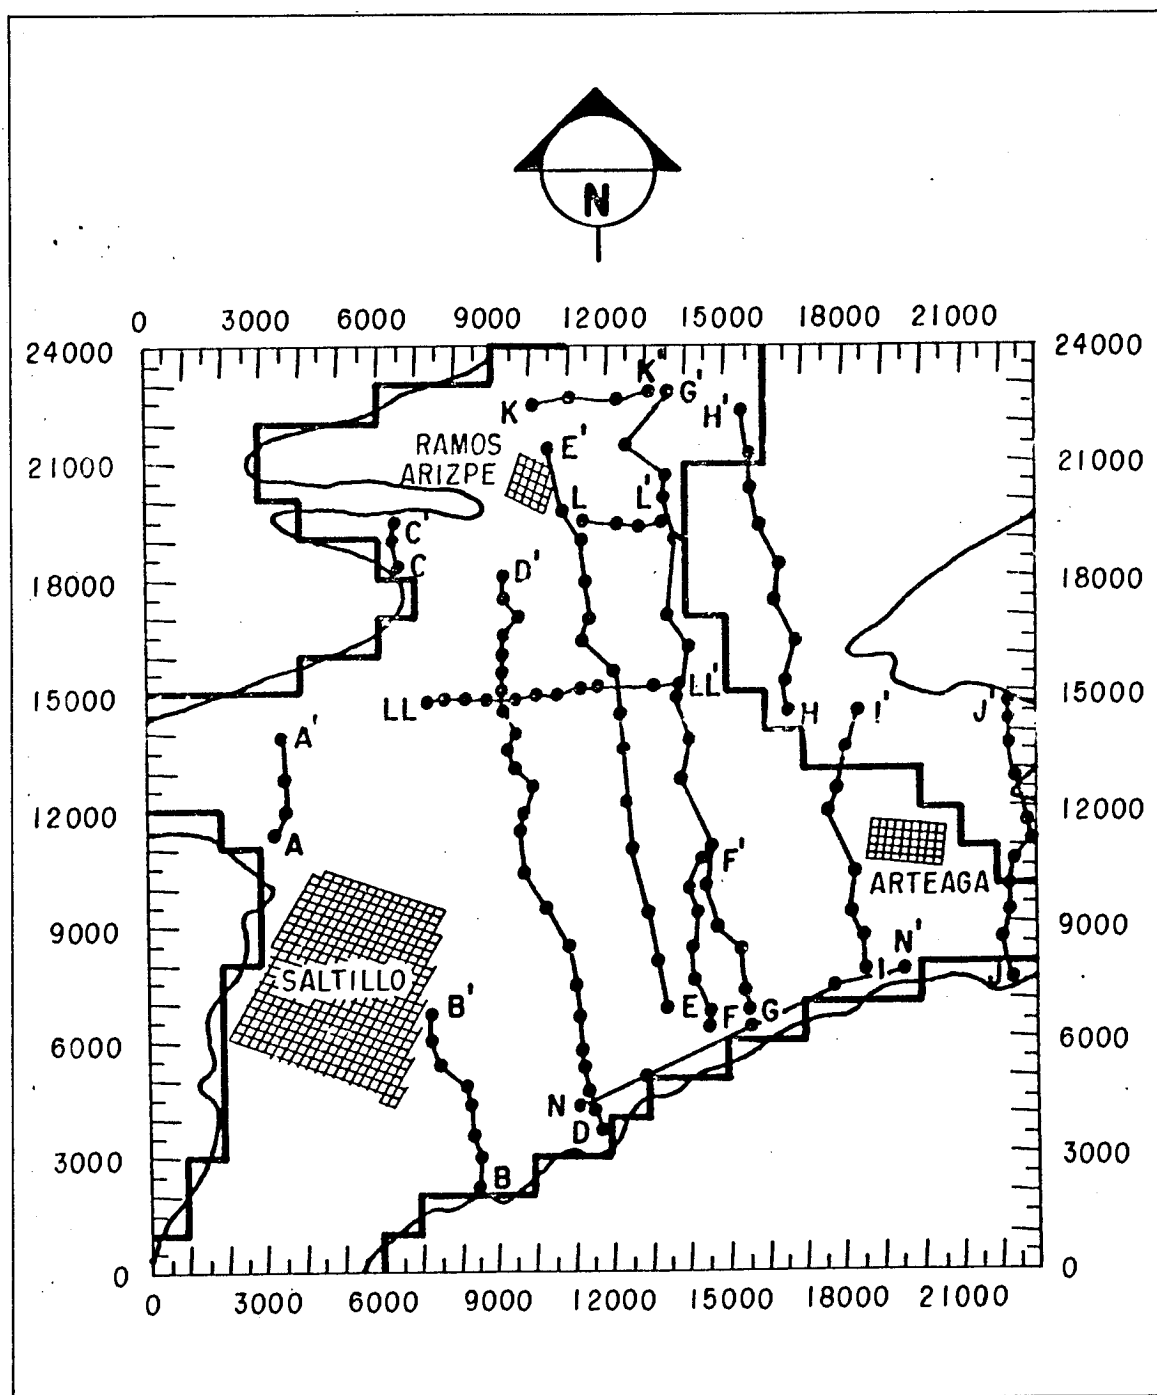 N
0 3000 6000 9000 12000 15000 18000 21000
24000 24000
K K" G' H'
RAMOS E'
21000 ARIZPE 21000
L L'
C'
C D'
18000 18000
15000 LL LL' H I' J' 15000
A'
12000 12000
A
F' ARTEAGA
9000 9000
SALTILLO B' N'
I J
E F G
6000 6000
N
D
3000 B 3000
0 0
0 3000 6000 9000 12000 15000 18000 21000